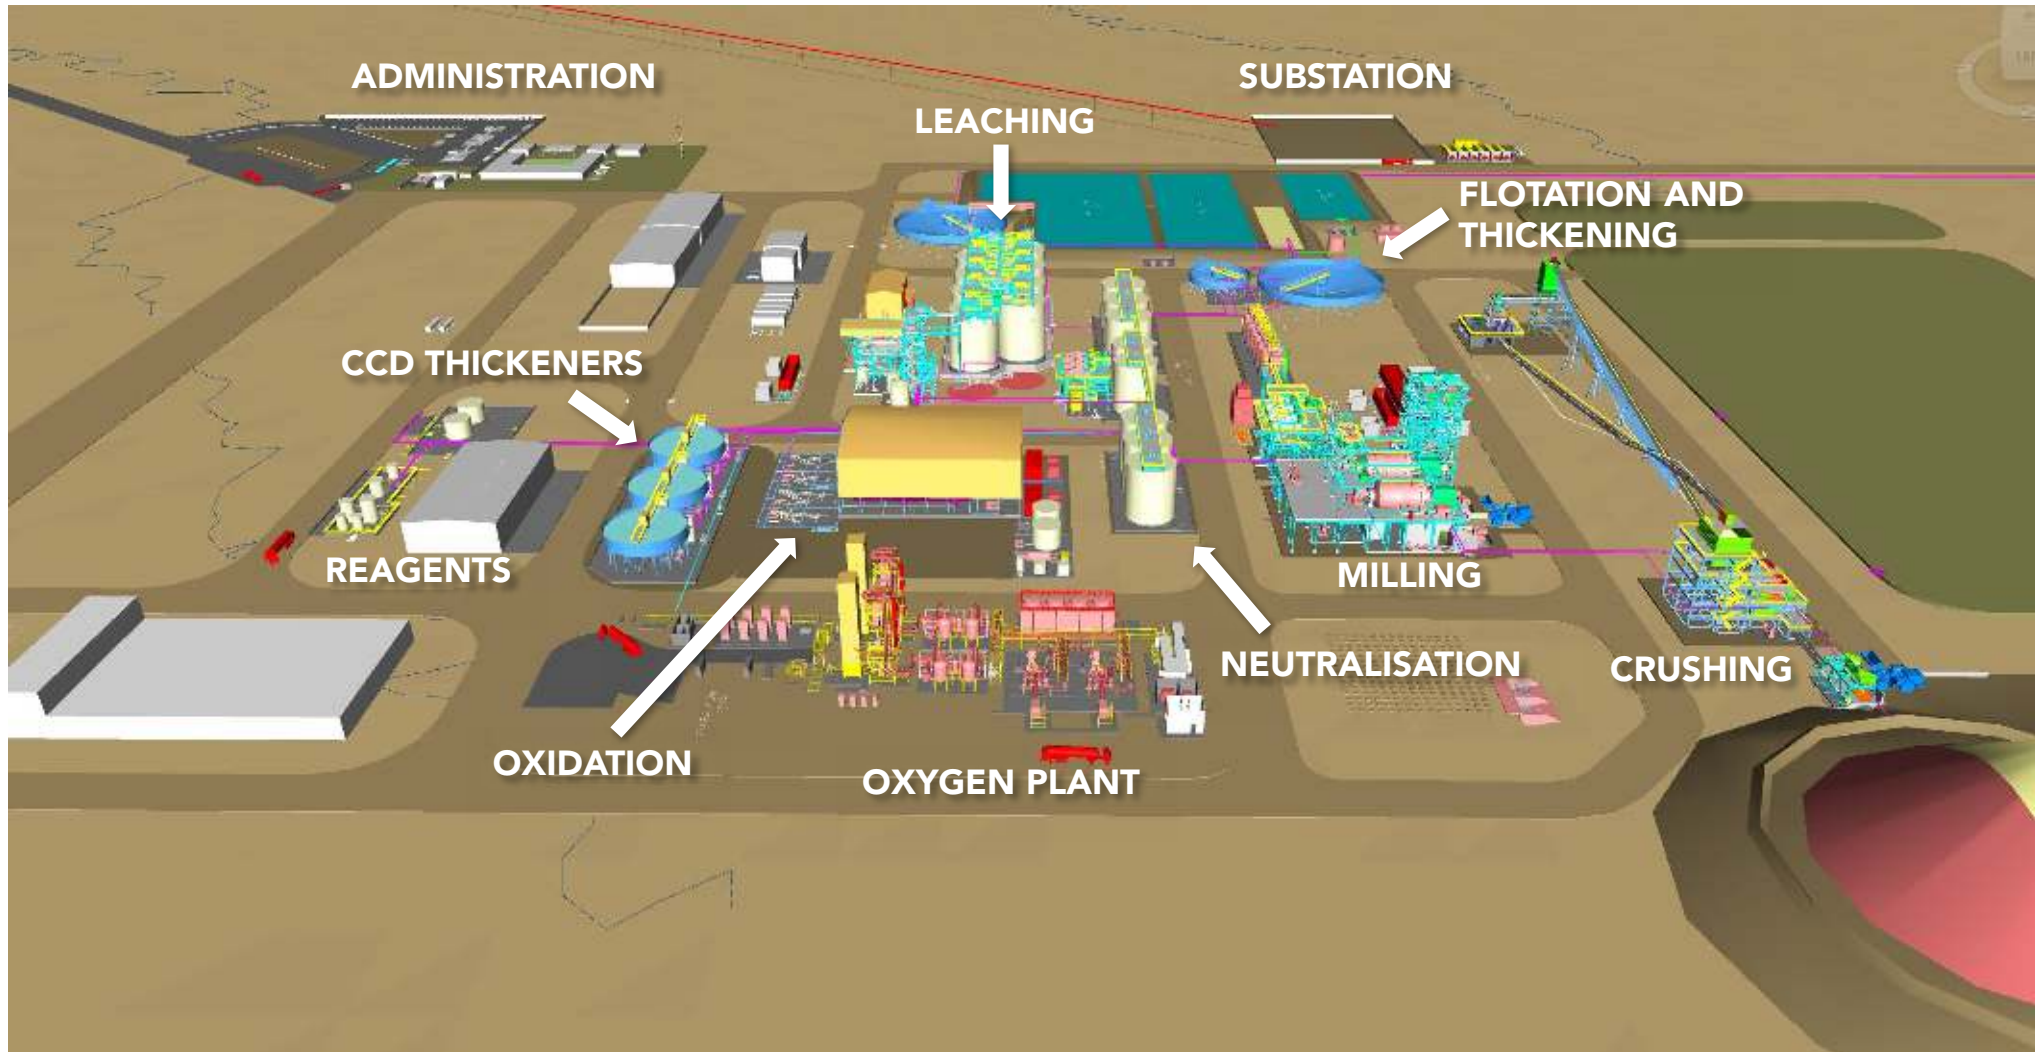 ADMINISTRATION
SUBSTATION
LEACHING
FLOTATION AND
THICKENING
CCD THICKENERS
REAGENTS
MILLING
NEUTRALISATION
CRUSHING
OXIDATION
OXYGEN PLANT